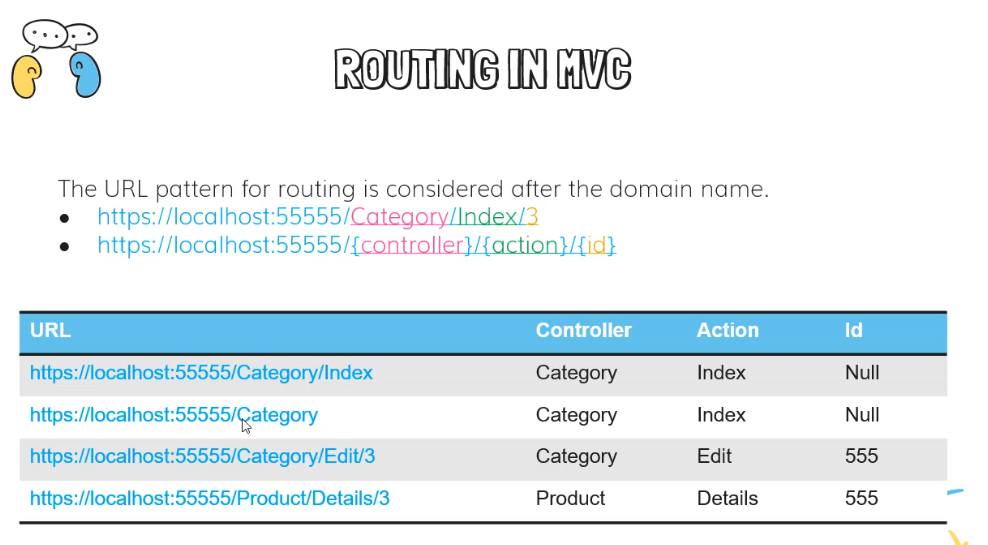 ROUTING IN MVC
The URL pattern for routing is considered after the domain name.
● https://localhost:55555/Category/Index/3
● https://localhost:55555/{controller}/{action}/{id}
URL Controller Action Id
https://localhost:55555/Category/Index Category Index Null
https://localhost:55555/Category Category Index Null
https://localhost:55555/Category/Edit/3 Category Edit 555
https://localhost:55555/Product/Details/3 Product Details 555